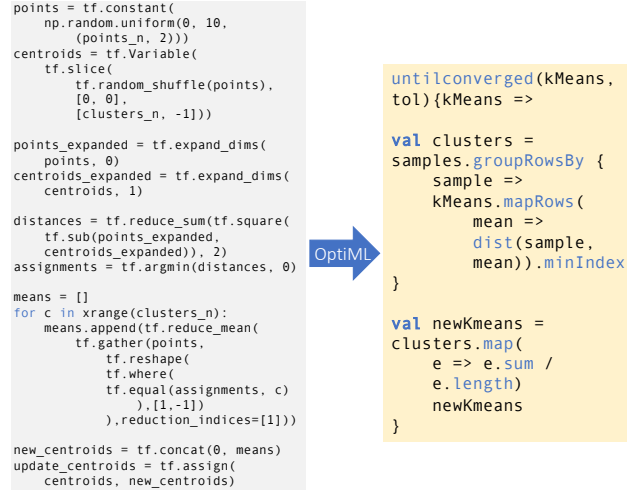 points = tf.constant(
    np.random.uniform(0, 10,
        (points_n, 2)))
centroids = tf.Variable(
    tf.slice(
        tf.random_shuffle(points),
        [0, 0],
        [clusters_n, -1]))

points_expanded = tf.expand_dims(
    points, 0)
centroids_expanded = tf.expand_dims(
    centroids, 1)

distances = tf.reduce_sum(tf.square(
    tf.sub(points_expanded,
    centroids_expanded)), 2)
assignments = tf.argmin(distances, 0)

means = []
for c in xrange(clusters_n):
    means.append(tf.reduce_mean(
        tf.gather(points,
            tf.reshape(
            tf.where(
            tf.equal(assignments, c)
                ),[1,-1])
            ),reduction_indices=[1]))

new_centroids = tf.concat(0, means)
update_centroids = tf.assign(
    centroids, new_centroids)

OptiML

untilconverged(kMeans,
tol){kMeans =>

val clusters =
samples.groupRowsBy {
    sample =>
    kMeans.mapRows(
        mean =>
        dist(sample,
        mean)).minIndex
}

val newKmeans =
clusters.map(
    e => e.sum /
    e.length)
    newKmeans
}